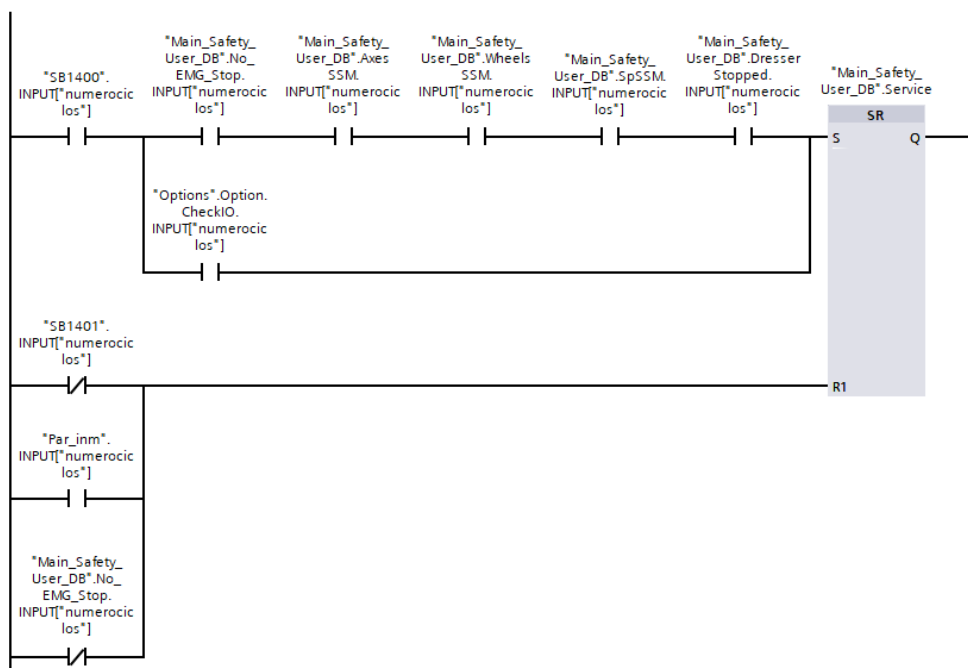 "SB1400".
INPUT["numerocic
los"]
"Main_Safety_
User_DB".No_
EMG_Stop.
INPUT["numerocic
los"]
"Main_Safety_
User_DB".Axes
SSM.
INPUT["numerocic
los"]
"Main_Safety_
User_DB".Wheels
SSM.
INPUT["numerocic
los"]
"Main_Safety_
User_DB".SpSSM.
INPUT["numerocic
los"]
"Main_Safety_
User_DB".Dresser
Stopped.
INPUT["numerocic
los"]
"Main_Safety_
User_DB".Service
SR
S
Q
"Options".Option.
CheckIO.
INPUT["numerocic
los"]
"SB1401".
INPUT["numerocic
los"]
R1
"Par_inm".
INPUT["numerocic
los"]
"Main_Safety_
User_DB".No_
EMG_Stop.
INPUT["numerocic
los"]